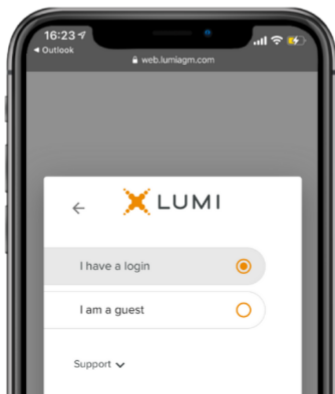 16:23
◀ Outlook
web.lumiagm.com
LUMI
I have a login
I am a guest
Support